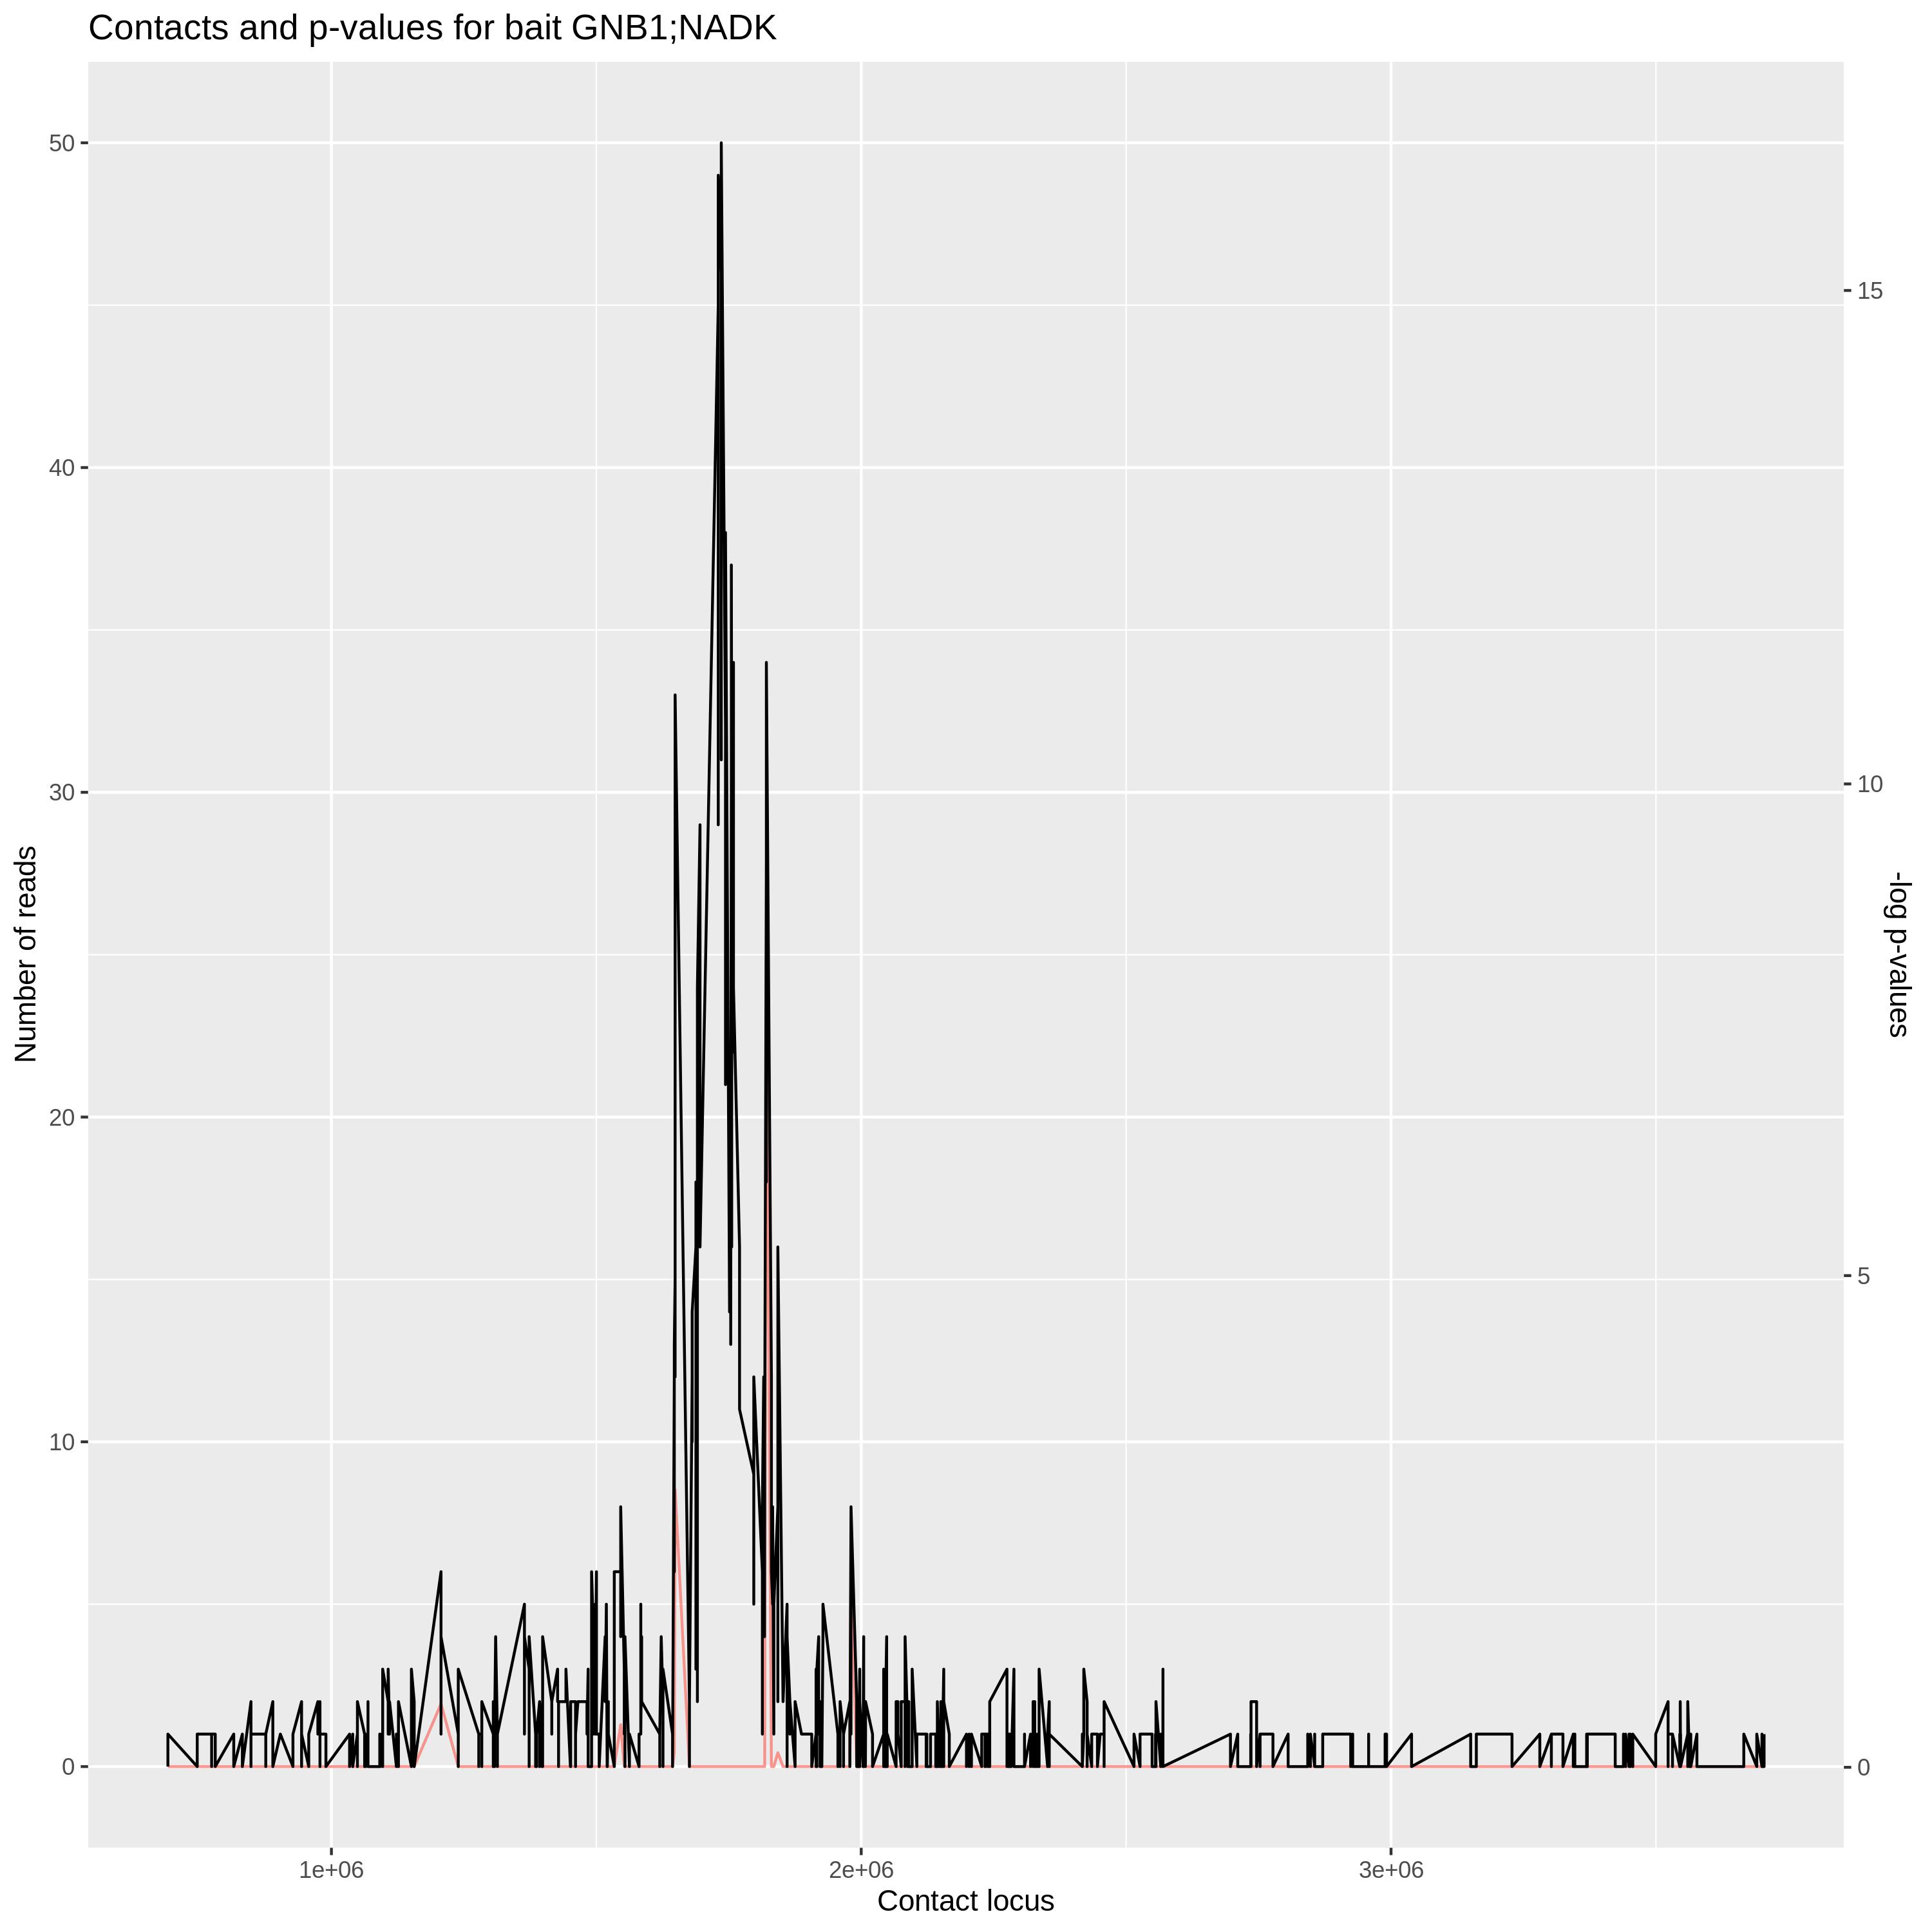 Contacts and p-values for bait GNB1;NADK
50
40
30
20
10
0
Number of reads
15
10
5
0
-log p-values
1e+06
2e+06
3e+06
Contact locus